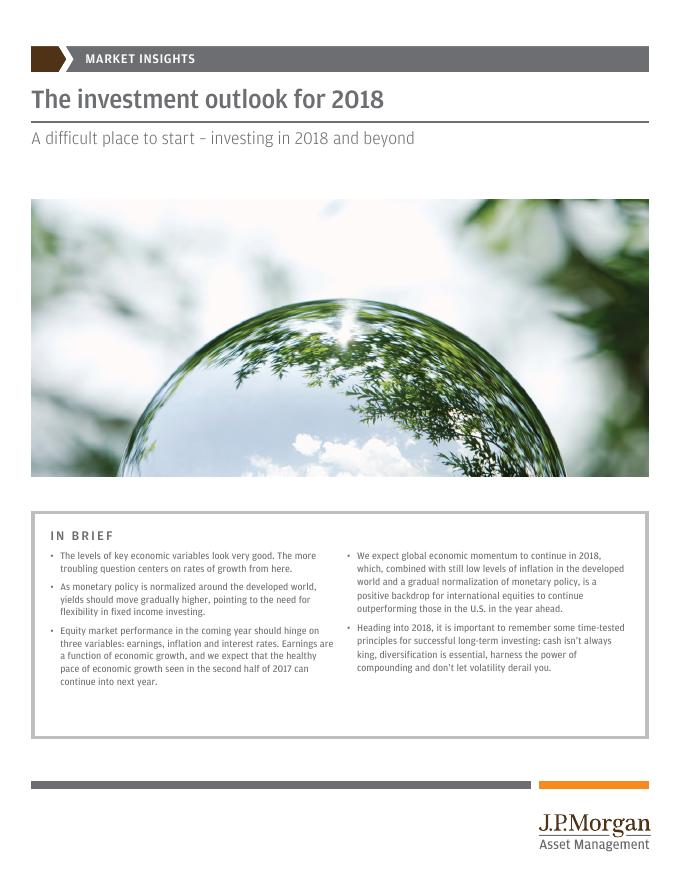 MARKET INSIGHTS
The investment outlook for 2018
A difficult place to start – investing in 2018 and beyond
IN BRIEF
• The levels of key economic variables look very good. The more
troubling question centers on rates of growth from here.
• As monetary policy is normalized around the developed world,
yields should move gradually higher, pointing to the need for
flexibility in fixed income investing.
• Equity market performance in the coming year should hinge on
three variables: earnings, inflation and interest rates. Earnings are
a function of economic growth, and we expect that the healthy
pace of economic growth seen in the second half of 2017 can
continue into next year.
• We expect global economic momentum to continue in 2018,
which, combined with still low levels of inflation in the developed
world and a gradual normalization of monetary policy, is a
positive backdrop for international equities to continue
outperforming those in the U.S. in the year ahead.
• Heading into 2018, it is important to remember some time-tested
principles for successful long-term investing: cash isn't always
king, diversification is essential, harness the power of
compounding and don't let volatility derail you.
J.P.Morgan
Asset Management